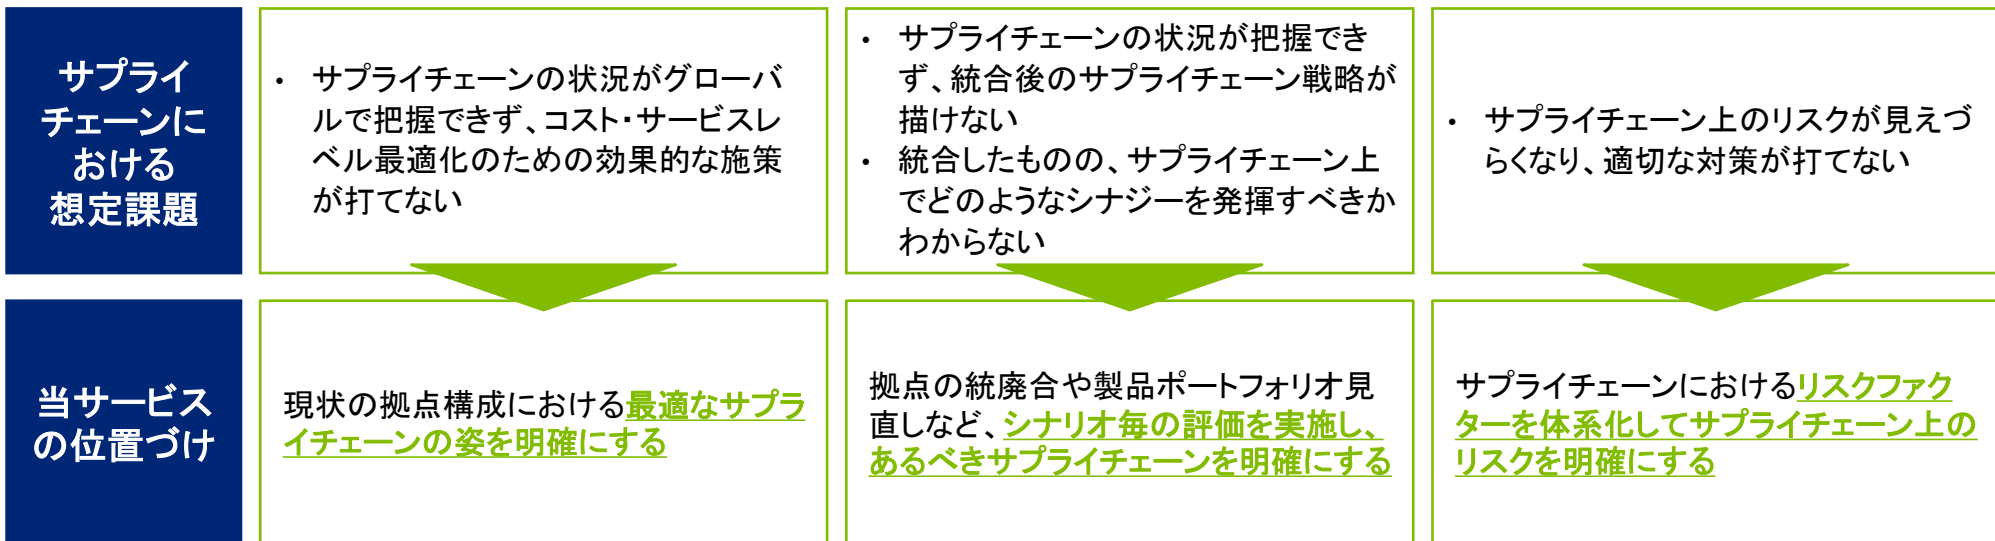 サプライ
チェーンに
おける
想定課題
• サプライチェーンの状況がグローバ
ルで把握できず、コスト・サービスレ
ベル最適化のための効果的な施策
が打てない
• サプライチェーンの状況が把握でき
ず、統合後のサプライチェーン戦略が
描けない
• 統合したものの、サプライチェーン上
でどのようなシナジーを発揮すべきか
わからない
• サプライチェーン上のリスクが見えづ
らくなり、適切な対策が打てない
当サービス
の位置づけ
現状の拠点構成における最適なサプラ
イチェーンの姿を明確にする
拠点の統廃合や製品ポートフォリオ見
直しなど、シナリオ毎の評価を実施し、
あるべきサプライチェーンを明確にする
サプライチェーンにおけるリスクファク
ターを体系化してサプライチェーン上の
リスクを明確にする